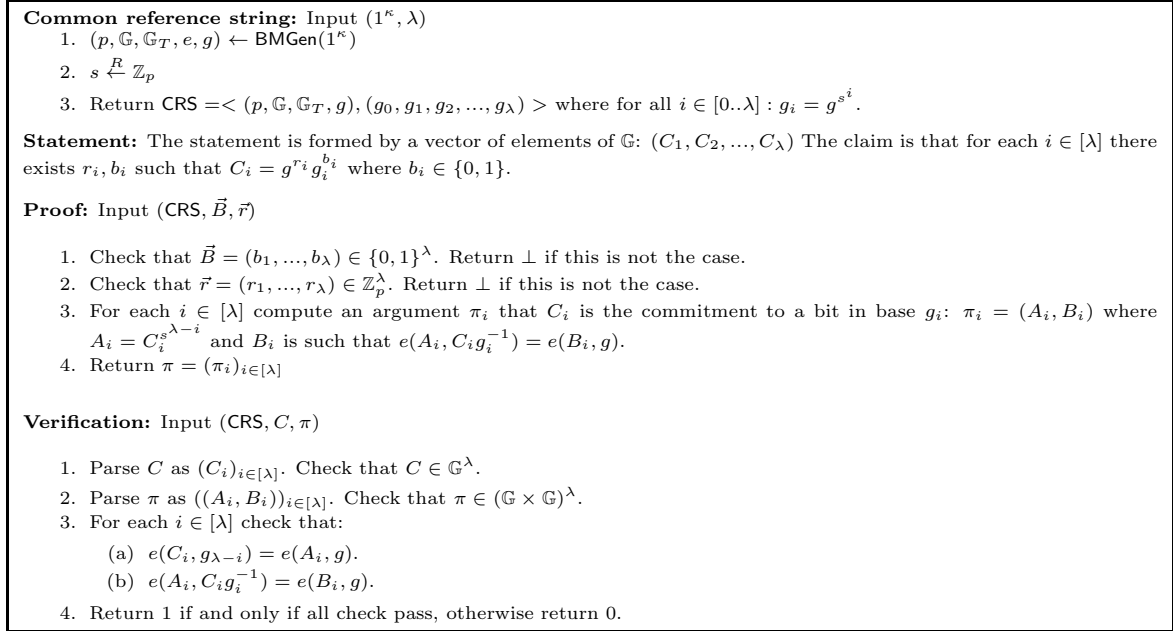 Common reference string: Input (1^κ, λ)
1. (p, 𝔾, 𝔾_T, e, g) ← BMGen(1^κ)
2. s ←^R ℤ_p
3. Return CRS =< (p, 𝔾, 𝔾_T, g), (g_0, g_1, g_2, ..., g_λ) > where for all i ∈ [0..λ] : g_i = g^{s^i}.
Statement: The statement is formed by a vector of elements of 𝔾: (C_1, C_2, ..., C_λ) The claim is that for each i ∈ [λ] there
exists r_i, b_i such that C_i = g^{r_i} g_i^{b_i} where b_i ∈ {0, 1}.
Proof: Input (CRS, B⃗, r⃗)
1. Check that B⃗ = (b_1, ..., b_λ) ∈ {0, 1}^λ. Return ⊥ if this is not the case.
2. Check that r⃗ = (r_1, ..., r_λ) ∈ ℤ_p^λ. Return ⊥ if this is not the case.
3. For each i ∈ [λ] compute an argument π_i that C_i is the commitment to a bit in base g_i: π_i = (A_i, B_i) where
A_i = C_i^{s^{λ−i}} and B_i is such that e(A_i, C_i g_i^{−1}) = e(B_i, g).
4. Return π = (π_i)_{i∈[λ]}
Verification: Input (CRS, C, π)
1. Parse C as (C_i)_{i∈[λ]}. Check that C ∈ 𝔾^λ.
2. Parse π as ((A_i, B_i))_{i∈[λ]}. Check that π ∈ (𝔾 × 𝔾)^λ.
3. For each i ∈ [λ] check that:
(a) e(C_i, g_{λ−i}) = e(A_i, g).
(b) e(A_i, C_i g_i^{−1}) = e(B_i, g).
4. Return 1 if and only if all check pass, otherwise return 0.